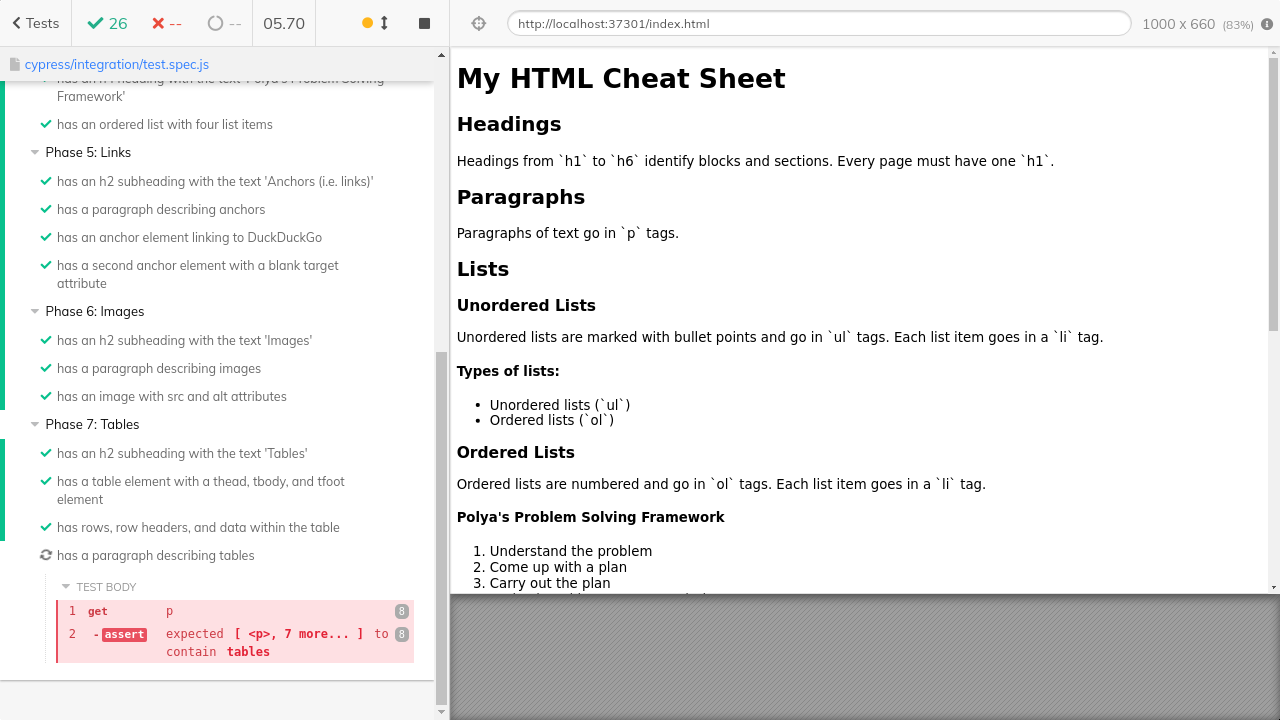 Tests 26 -- -- 05.70 http://localhost:37301/index.html 1000 x 660 (83%)
cypress/integration/test.spec.js
Framework'
has an ordered list with four list items
Phase 5: Links
has an h2 subheading with the text 'Anchors (i.e. links)'
has a paragraph describing anchors
has an anchor element linking to DuckDuckGo
has a second anchor element with a blank target
attribute
Phase 6: Images
has an h2 subheading with the text 'Images'
has a paragraph describing images
has an image with src and alt attributes
Phase 7: Tables
has an h2 subheading with the text 'Tables'
has a table element with a thead, tbody, and tfoot
element
has rows, row headers, and data within the table
has a paragraph describing tables
TEST BODY
1 get p 8
2 -assert expected [ <p>, 7 more... ] to 8
contain tables
My HTML Cheat Sheet
Headings
Headings from `h1` to `h6` identify blocks and sections. Every page must have one `h1`.
Paragraphs
Paragraphs of text go in `p` tags.
Lists
Unordered Lists
Unordered lists are marked with bullet points and go in `ul` tags. Each list item goes in a `li` tag.
Types of lists:
• Unordered lists (`ul`)
• Ordered lists (`ol`)
Ordered Lists
Ordered lists are numbered and go in `ol` tags. Each list item goes in a `li` tag.
Polya's Problem Solving Framework
1. Understand the problem
2. Come up with a plan
3. Carry out the plan